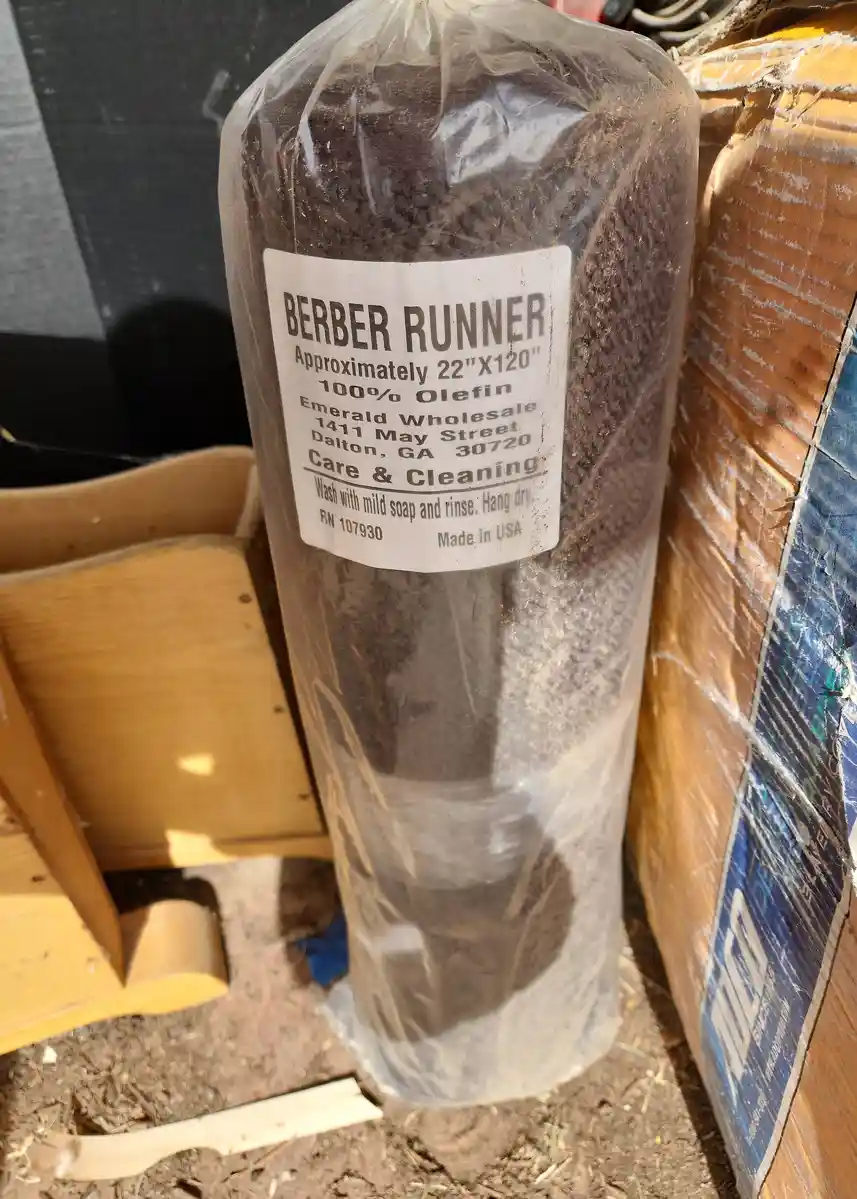 BERBER RUNNER
Approximately 22"X120"
100% Olefin
Emerald Wholesale
1411 May Street
Dalton, GA 30720
Care & Cleaning
Wash with mild soap and rinse. Hang dry.
RN 107930 Made In USA